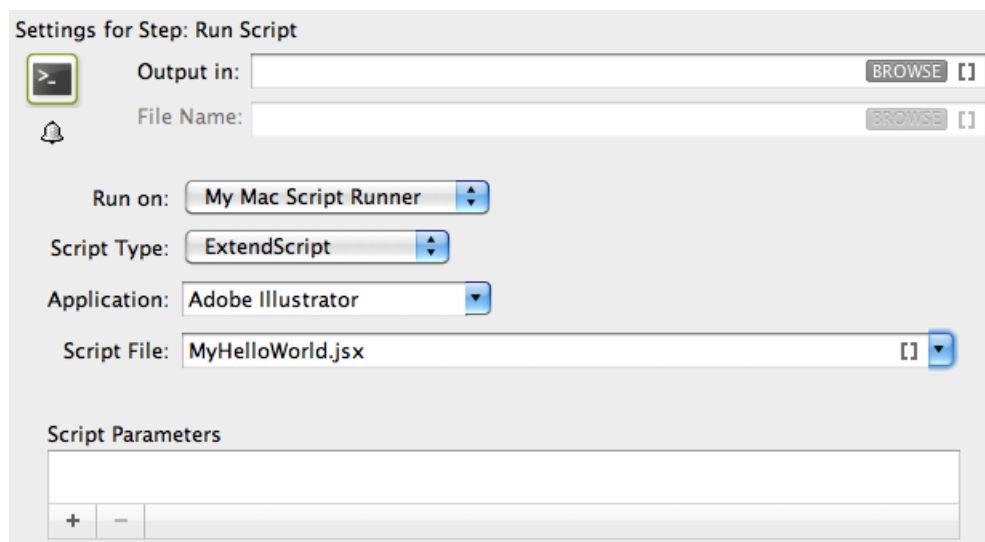 Settings for Step: Run Script
>_
Output in: BROWSE []
File Name: BROWSE []
Run on: My Mac Script Runner
Script Type: ExtendScript
Application: Adobe Illustrator
Script File: MyHelloWorld.jsx []
Script Parameters
+ −